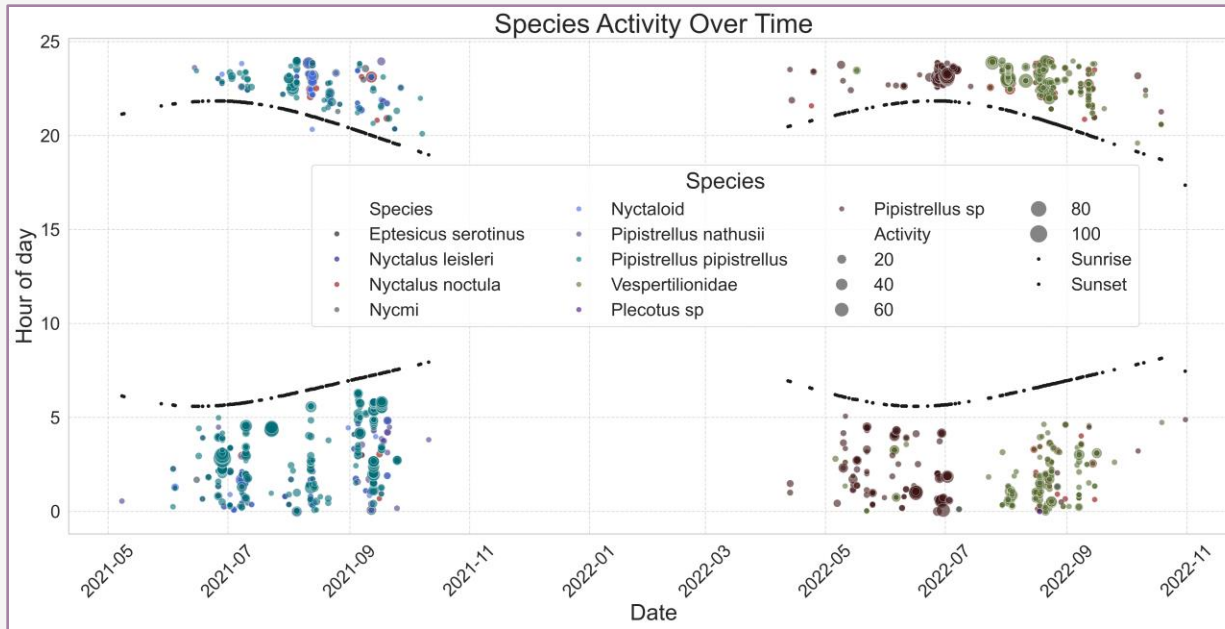 Species Activity Over Time
25
20
15
10
5
0
Hour of day
Species
Species
Eptesicus serotinus
Nyctalus leisleri
Nyctalus noctula
Nycmi
Nyctaloid
Pipistrellus nathusii
Pipistrellus pipistrellus
Vespertilionidae
Plecotus sp
Pipistrellus sp
Activity
20
40
60
80
100
Sunrise
Sunset
2021-05
2021-07
2021-09
2021-11
2022-01
2022-03
2022-05
2022-07
2022-09
2022-11
Date